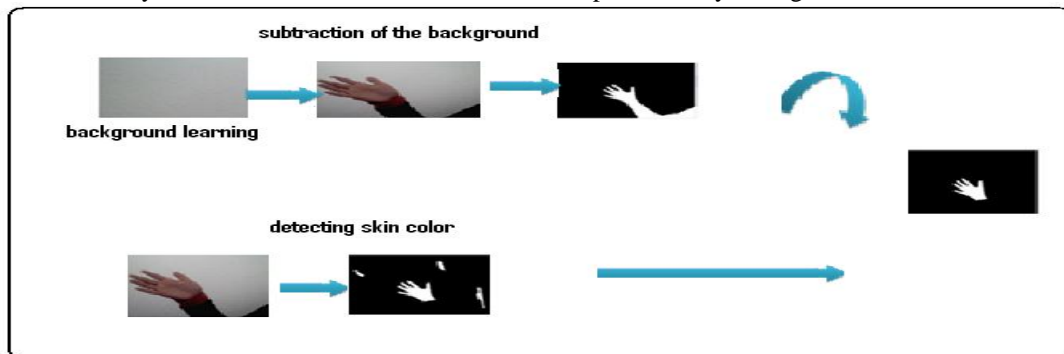 subtraction of the background
background learning
detecting skin color